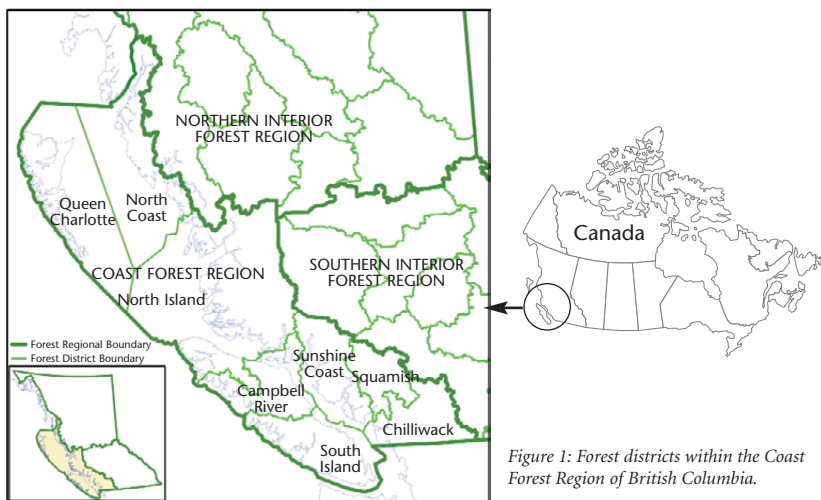 NORTHERN INTERIOR
FOREST REGION
Queen
Charlotte
North
Coast
COAST FOREST REGION
North Island
SOUTHERN INTERIOR
FOREST REGION
Forest Regional Boundary
Forest District Boundary
Sunshine
Coast
Squamish
Campbell
River
Chilliwack
South
Island
Canada
Figure 1: Forest districts within the Coast
Forest Region of British Columbia.